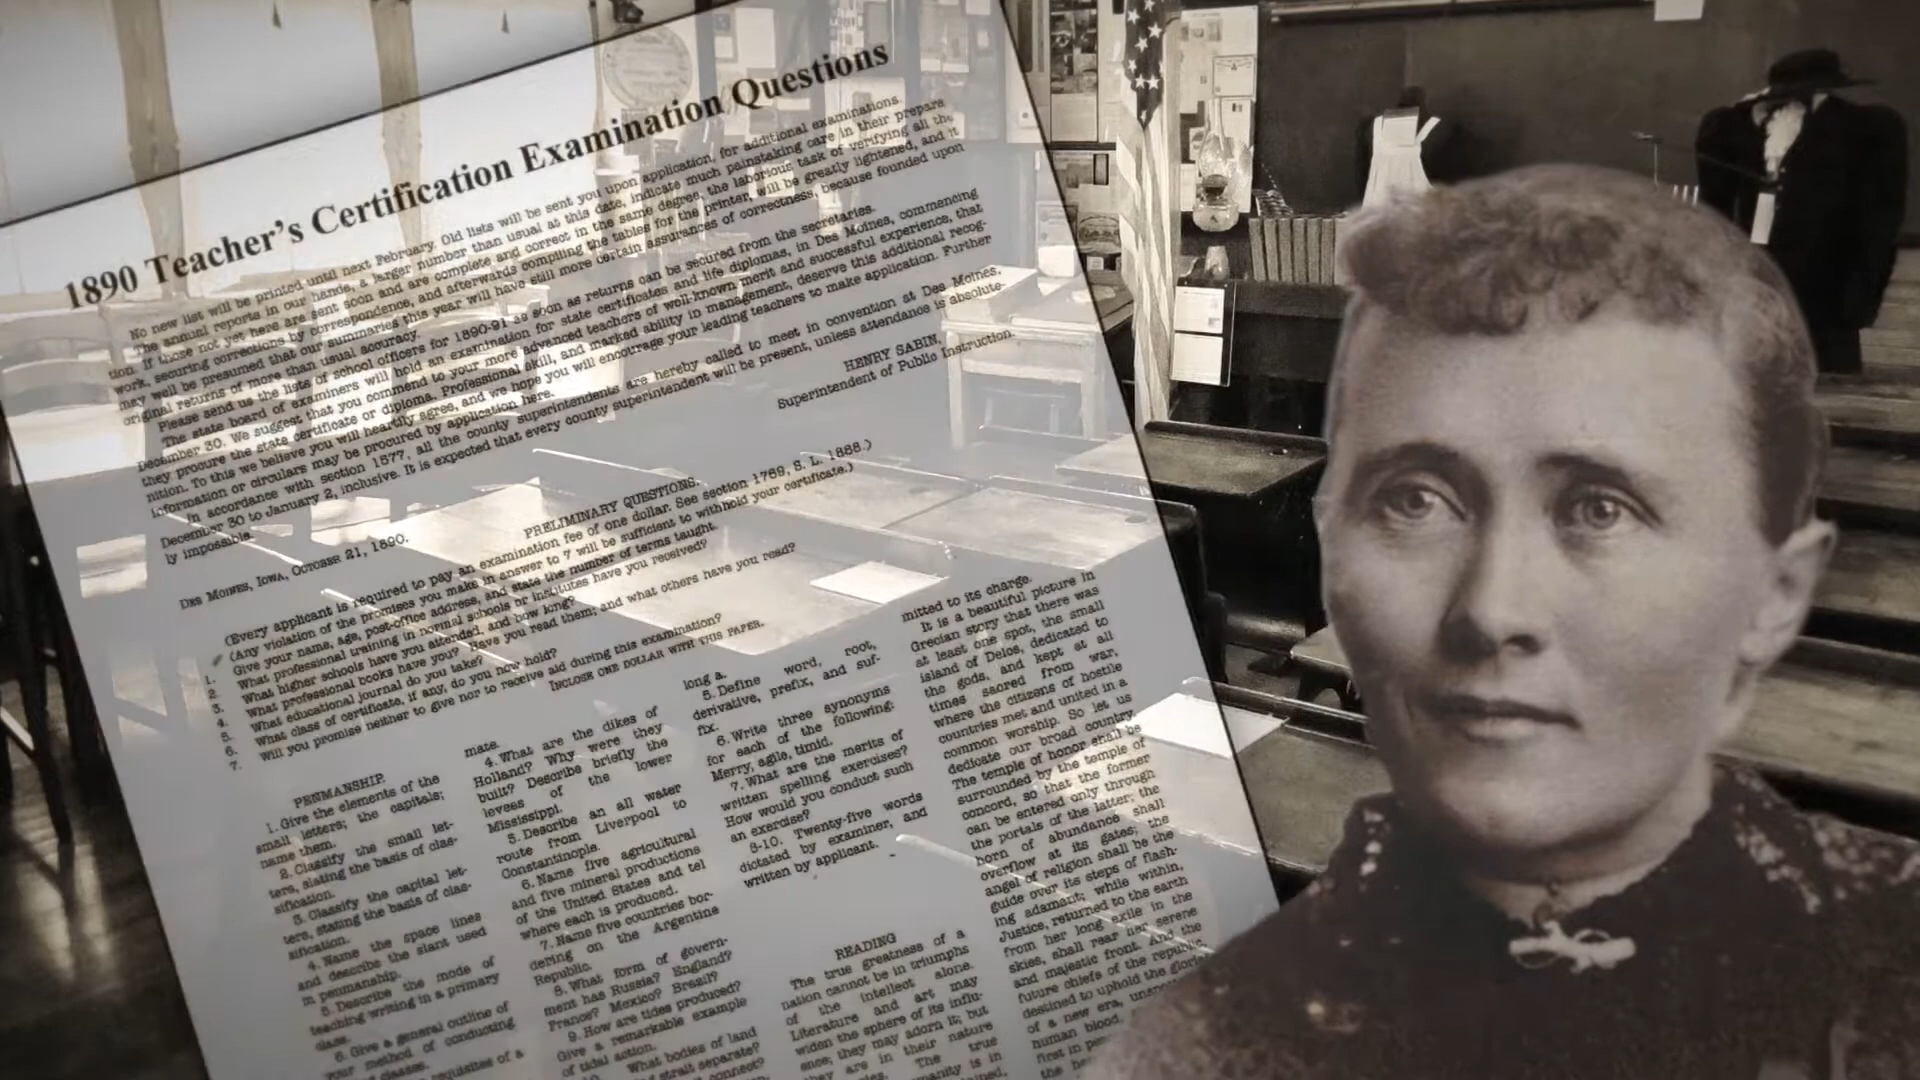 1890 Teacher's Certification Examination Questions
No new list will be printed until next February. Old lists will be sent you upon application, for additional examinations.
The annual reports in our hands, a larger number than usual at this date, indicate much painstaking care in their prepara
tion. If those not yet here are sent soon and are complete and correct in the same degree, the laborious task of verifying all the
work, securing corrections by correspondence, and afterwards compiling the tables for the printer, will be greatly lightened, and it
may well be presumed that our summaries this year will have still more certain assurances of correctness, because founded upon
original returns of more than usual accuracy.
Please send us the lists of school officers for 1890-91 as soon as returns can be secured from the secretaries.
The state board of examiners will hold an examination for state certificates and life diplomas, in Des Moines, commencing
December 30. We suggest that you commend to your more advanced teachers of well-known merit and successful experience, that
they procure the state certificate or diploma. Professional skill, and marked ability in management, deserve this additional recog-
nition. To this we believe you will heartily agree, and we hope you will encourage your leading teachers to make application. Further
information or circulars may be procured by application here.
In accordance with section 1577, all the county superintendents are hereby called to meet in convention at Des Moines,
December 30 to January 2, inclusive. It is expected that every county superintendent will be present, unless attendance is absolute-
ly impossible.
HENRY SABIN,
Superintendent of Public Instruction.
DES MOINES, IOWA, OCTOBER 21, 1890.
PRELIMINARY QUESTIONS.
(Every applicant is required to pay an examination fee of one dollar. See section 1769, S. L. 1888.)
(Any violation of the promises you make in answer to 7 will be sufficient to withhold your certificate.)
1. Give your name, age, post-office address, and state the number of terms taught.
2. What professional training in normal schools or institutes have you received?
3. What higher schools have you attended, and how long?
4. What professional books have you? Have you read them; and what others have you read?
5. What educational journal do you take?
6. What class of certificate, if any, do you now hold?
7. Will you promise neither to give nor to receive aid during this examination?
INCLOSE ONE DOLLAR WITH THIS PAPER.
PENMANSHIP.
1. Give the elements of the
small letters; the capitals;
name them.
2. Classify the small let-
ters, stating the basis of clas-
sification.
3. Classify the capital let-
ters, stating the basis of clas-
sification.
4. Name the space lines
and describe the slant used
in penmanship.
5. Describe the mode of
teaching writing in a primary
class.
6. Give a general outline of
your method of conducting
classes.
requisites of a
mate.
4. What are the dikes of
Holland? Why were they
built? Describe briefly the
levees of the lower
Mississippi.
5. Describe an all water
route from Liverpool to
Constantinople.
6. Name five agricultural
and five mineral productions
of the United States and tel
where each is produced.
7. Name five countries bor-
dering on the Argentine
Republic.
8. What form of govern-
ment has Russia? England?
France? Mexico? Brazil?
9. How are tides produced?
Give a remarkable example
of tidal action.
What bodies of land
strait separate?
connect?
long a.
5. Define word, root,
derivative, prefix, and suf-
fix.
6. Write three synonyms
for each of the following:
Merry, agile, timid.
7. What are the merits of
written spelling exercises?
How would you conduct such
an exercise?
8-10. Twenty-five words
dictated by examiner, and
written by applicant.
READING
The true greatness of a
nation cannot be in triumphs
of the intellect alone.
Literature and art may
widen the sphere of its influ-
ence; they may adorn it; but
they are in their nature
The true
humanity is in
mitted to its charge.
It is a beautiful picture in
Grecian story that there was
at least one spot, the small
island of Delos, dedicated to
the gods, and kept at all
times sacred from war,
where the citizens of hostile
countries met and united in a
common worship. So let us
dedicate our broad country.
The temple of honor shall be
surrounded by the temple of
concord, so that the former
can be entered only through
the portals of the latter; the
horn of abundance shall
overflow at its gates; the
angel of religion shall be the
guide over its steps of flash-
ing adamant; while within,
Justice, returned to the earth
from her long exile in the
skies, shall rear her serene
and majestic front. And the
future chiefs of the republic,
destined to uphold the glories
of a new era,
human blood,
first in
the